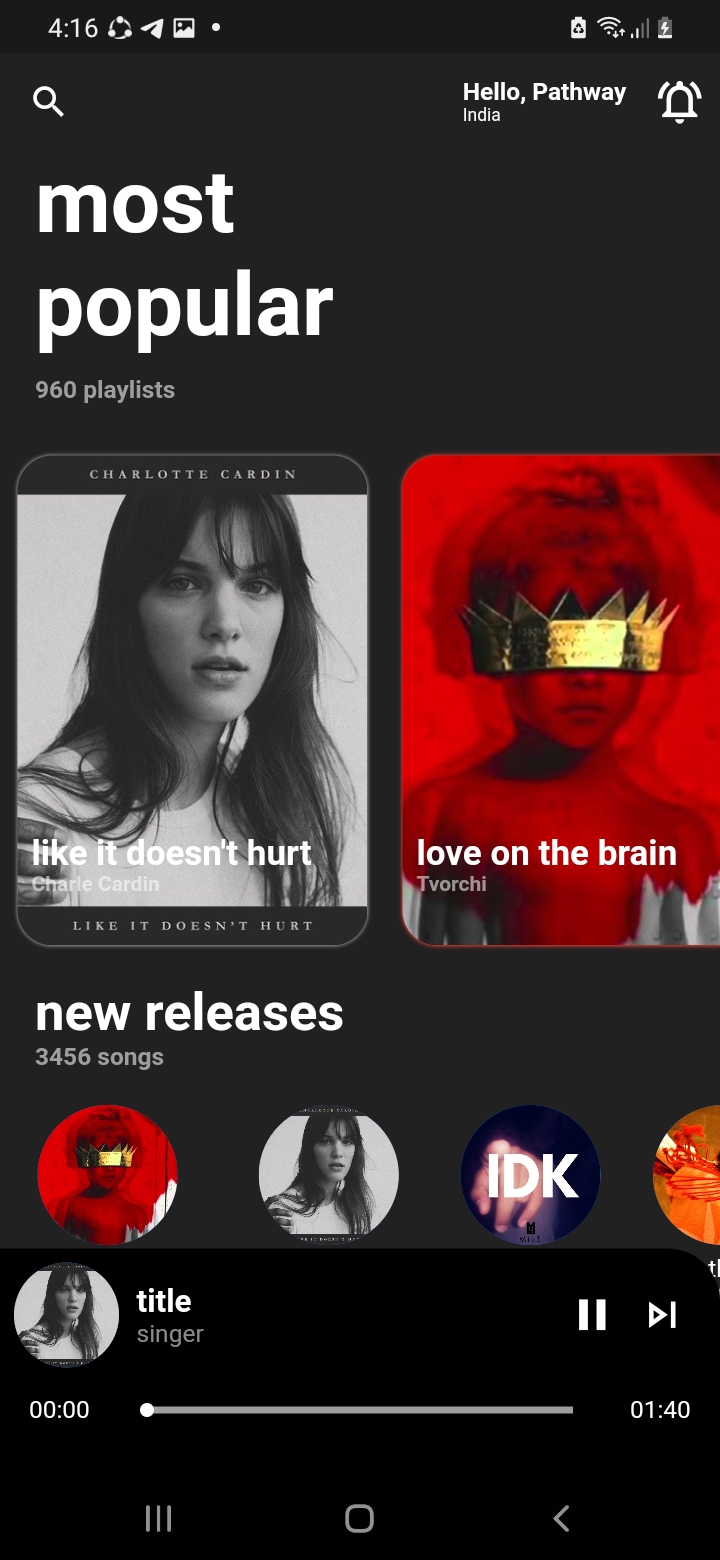 4:16
Hello, Pathway
India
most
popular
960 playlists
CHARLOTTE CARDIN
like it doesn't hurt
Charle Cardin
LIKE IT DOESN'T HURT
love on the brain
Tvorchi
new releases
3456 songs
IDK
title
singer
00:00
01:40